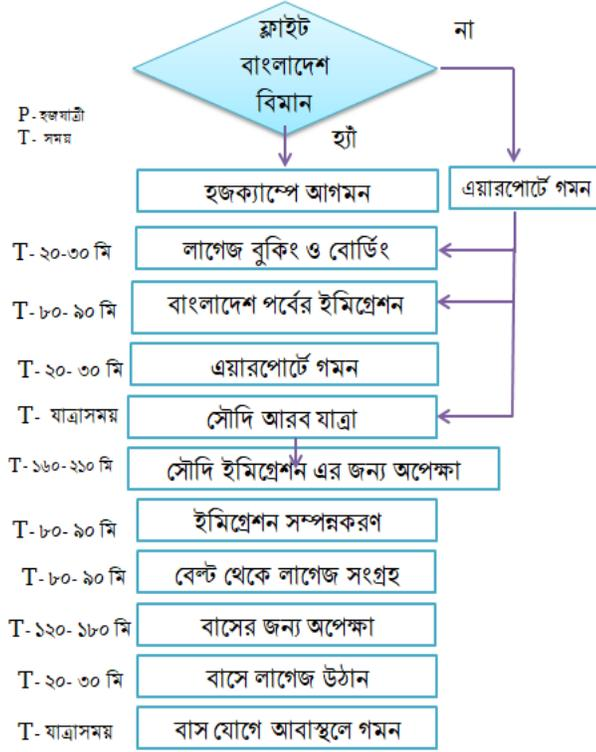 ফ্লাইট
বাংলাদেশ
বিমান
না
P- হজযাত্রী
T- সময়
হ্যাঁ
হজক্যাম্পে আগমন
এয়ারপোর্টে গমন
T- ২০-৩০ মি
লাগেজ বুকিং ও বোর্ডিং
T- ৮০- ৯০ মি
বাংলাদেশ পর্বের ইমিগ্রেশন
T- ২০- ৩০ মি
এয়ারপোর্টে গমন
T- যাত্রাসময়
সৌদি আরব যাত্রা
T- ১৬০-২১০ মি
সৌদি ইমিগ্রেশন এর জন্য অপেক্ষা
T- ৮০- ৯০ মি
ইমিগ্রেশন সম্পন্নকরণ
T- ৮০- ৯০ মি
বেল্ট থেকে লাগেজ সংগ্রহ
T- ১২০- ১৮০ মি
বাসের জন্য অপেক্ষা
T- ২০- ৩০ মি
বাসে লাগেজ উঠান
T- যাত্রাসময়
বাস যোগে আবাস্থলে গমন